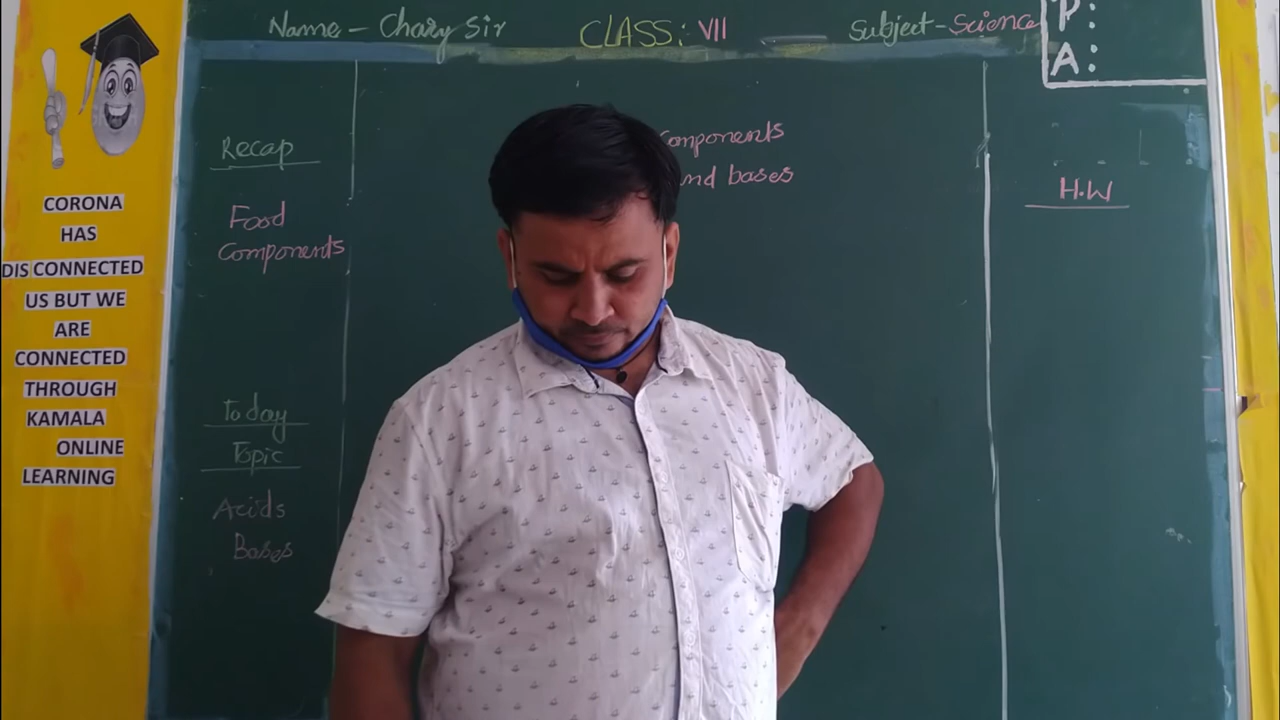 Name - Chary Sir CLASS: VII Subject - Science
P:
A:
Recap
Food
Components
Components
nd bases
H.W
Today
Topic
Acids
Bases
CORONA
HAS
DIS CONNECTED
US BUT WE
ARE
CONNECTED
THROUGH
KAMALA
ONLINE
LEARNING